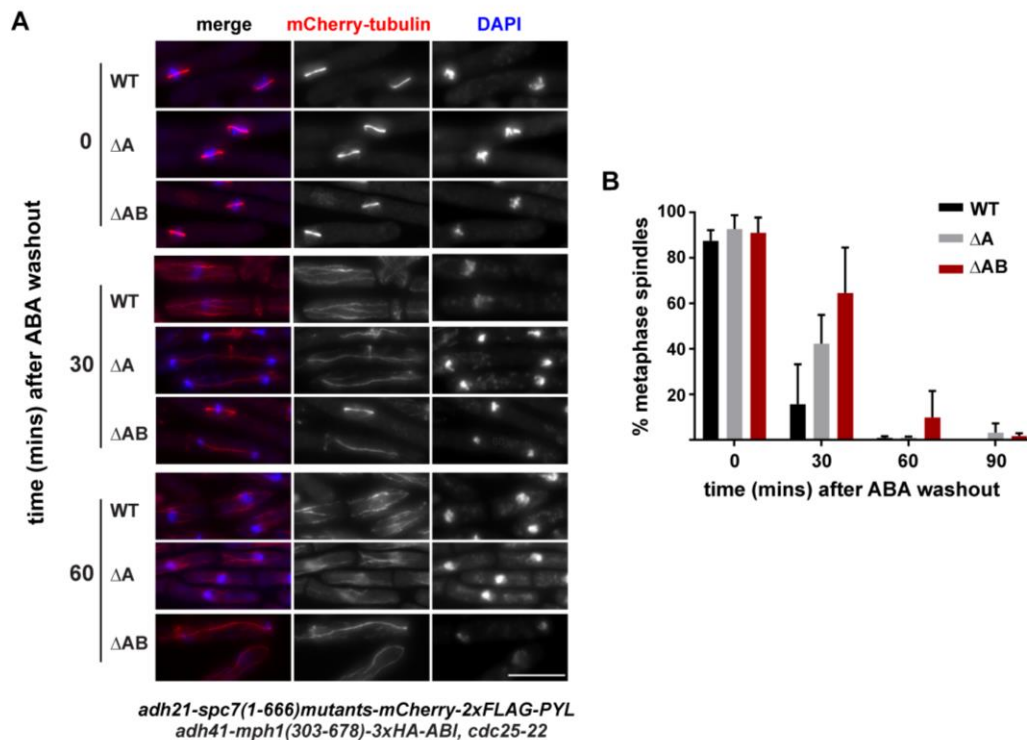 A
merge mCherry-tubulin DAPI
time (mins) after ABA washout
0
WT
ΔA
ΔAB
30
WT
ΔA
ΔAB
60
WT
ΔA
ΔAB
adh21-spc7(1-666)mutants-mCherry-2xFLAG-PYL
adh41-mph1(303-678)-3xHA-ABI, cdc25-22
B
WT
ΔA
ΔAB
% metaphase spindles
100
80
60
40
20
0 30 60 90
time (mins) after ABA washout